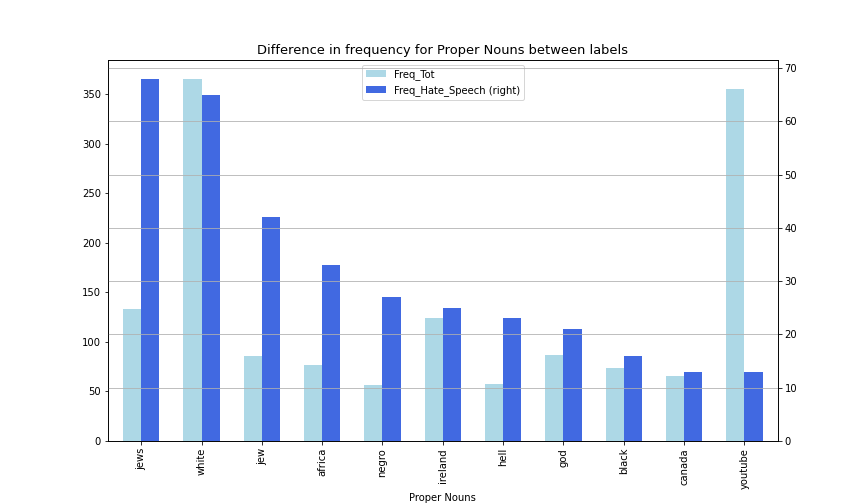 Difference in frequency for Proper Nouns between labels
Freq_Tot
Freq_Hate_Speech (right)
350
300
250
200
150
100
50
0
70
60
50
40
30
20
10
0
jews
white
jew
africa
negro
ireland
hell
god
black
canada
youtube
Proper Nouns